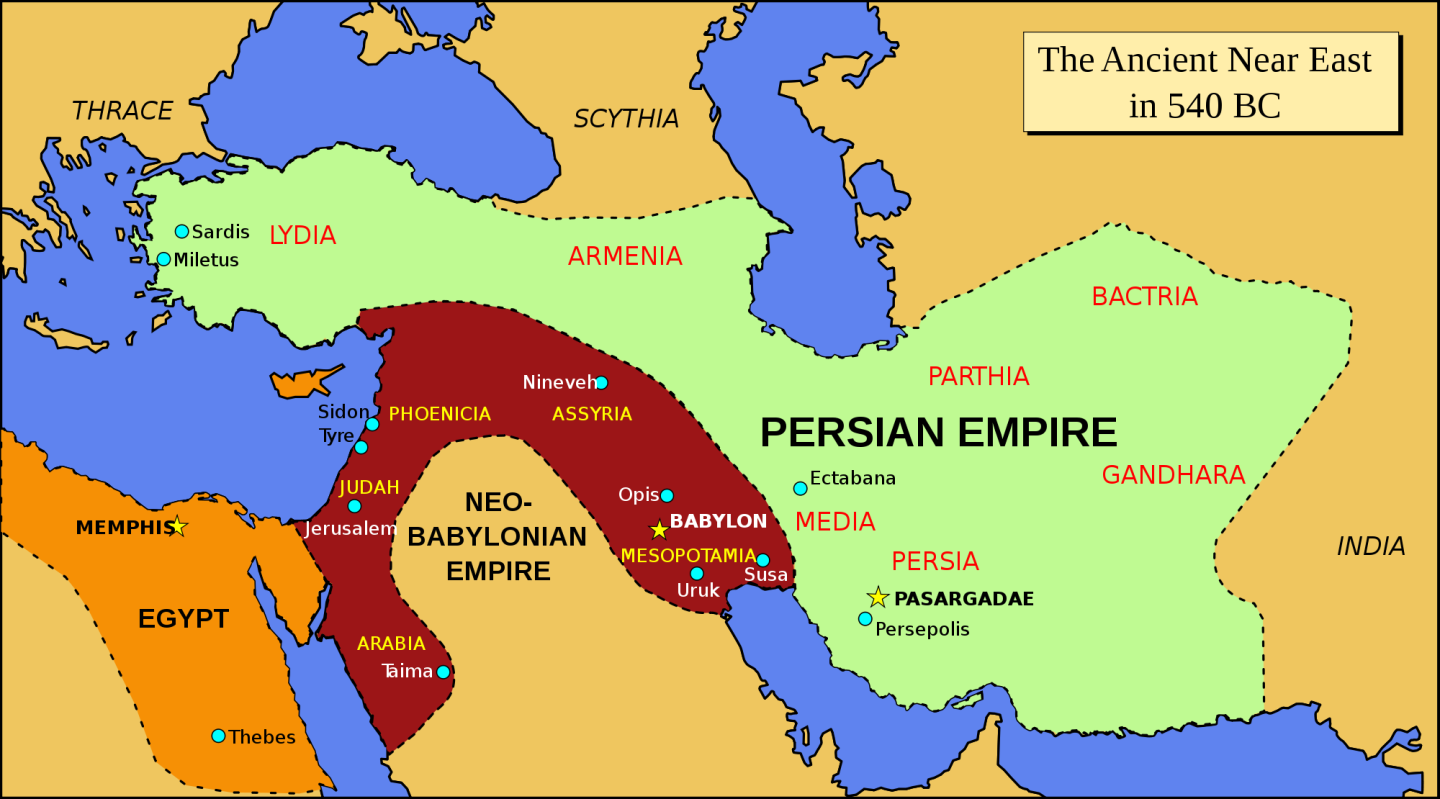 The Ancient Near East
in 540 BC
THRACE
SCYTHIA
Sardis
LYDIA
Miletus
ARMENIA
BACTRIA
PARTHIA
Nineveh
ASSYRIA
Sidon
PHOENICIA
Tyre
PERSIAN EMPIRE
GANDHARA
Ectabana
JUDAH
Jerusalem
NEO-
BABYLONIAN
EMPIRE
Opis
BABYLON
MEDIA
MESOPOTAMIA
Susa
Uruk
PERSIA
INDIA
MEMPHIS
EGYPT
PASARGADAE
Persepolis
ARABIA
Taima
Thebes